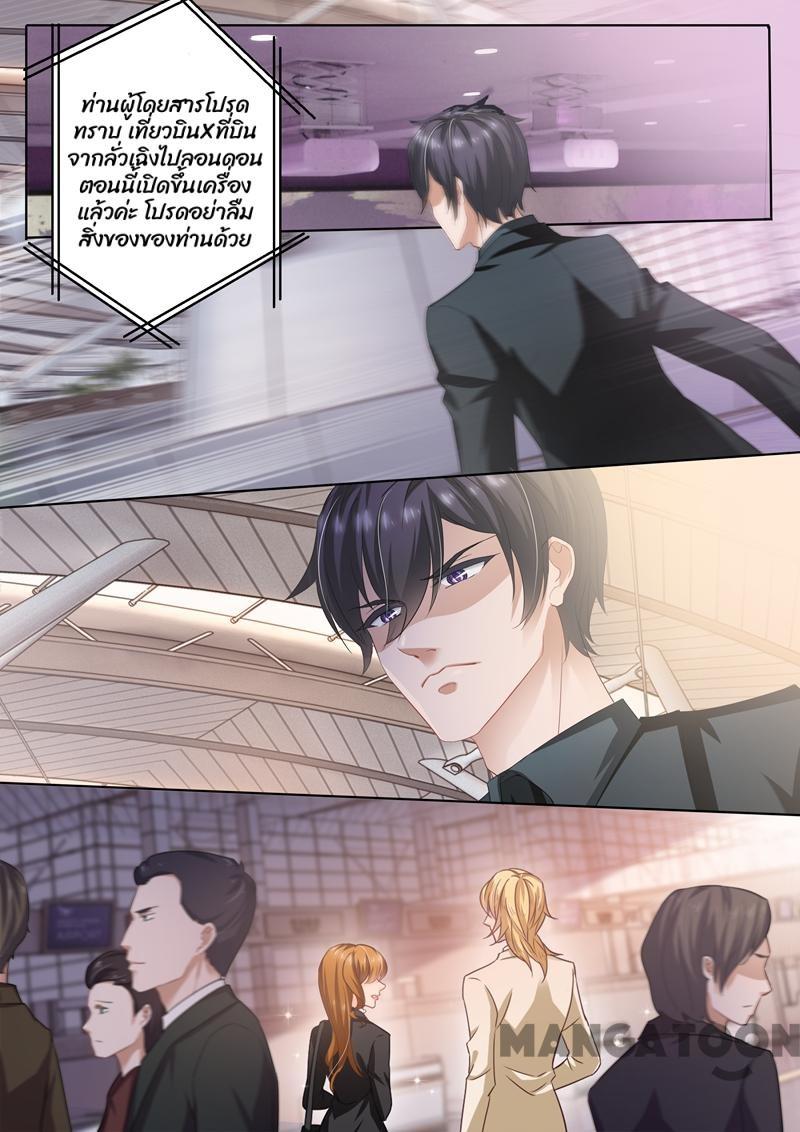 ท่านผู้โดยสารโปรด
ทราบ เที่ยวบินXที่บิน
จากลั่วเฉิงไปลอนดอน
ตอนนี้เปิดขึ้นเครื่อง
แล้วค่ะ โปรดอย่าลืม
สิ่งของของท่านด้วย
MANGATOON